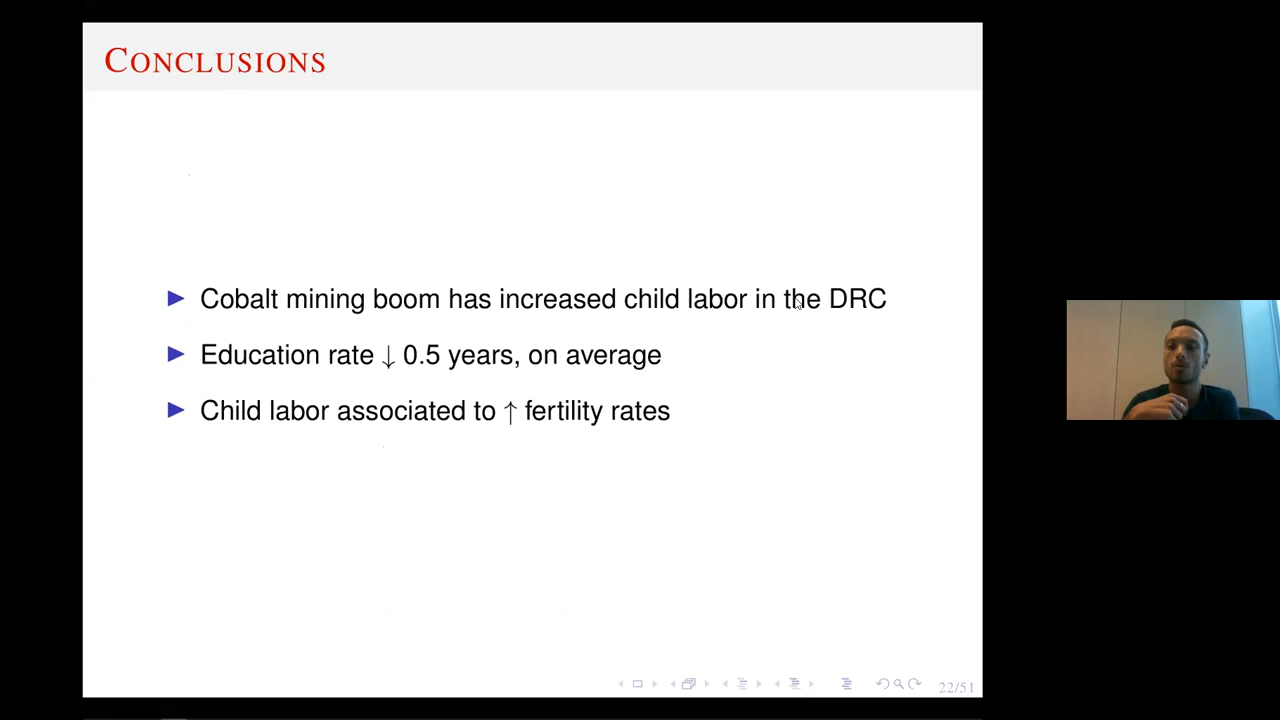 CONCLUSIONS
▶ Cobalt mining boom has increased child labor in the DRC
▶ Education rate ↓ 0.5 years, on average
▶ Child labor associated to ↑ fertility rates
22/51